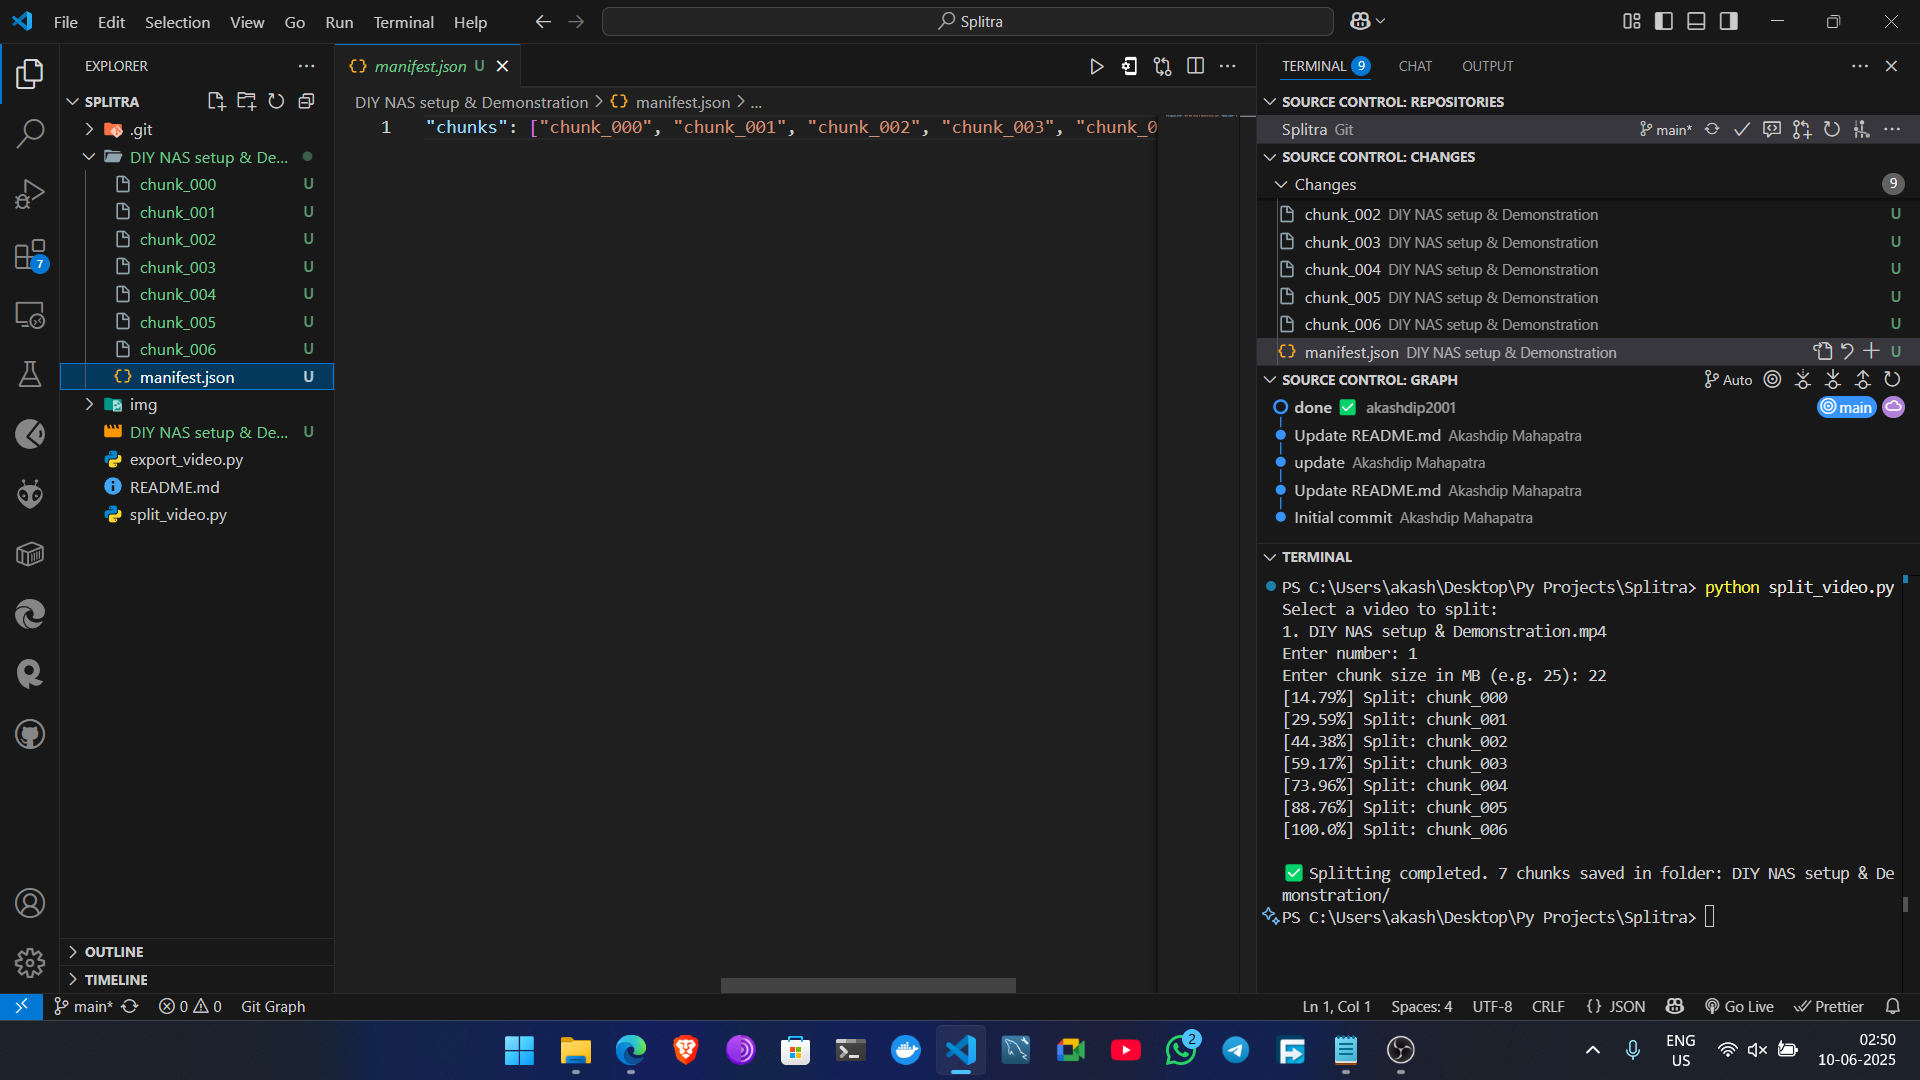 File Edit Selection View Go Run Terminal Help
Splitra
EXPLORER
SPLITRA
.git
DIY NAS setup & De...
chunk_000 U
chunk_001 U
chunk_002 U
chunk_003 U
chunk_004 U
chunk_005 U
chunk_006 U
manifest.json U
img
DIY NAS setup & De... U
export_video.py
README.md
split_video.py
OUTLINE
TIMELINE
7
manifest.json U
DIY NAS setup & Demonstration > manifest.json > ...
1 "chunks": ["chunk_000", "chunk_001", "chunk_002", "chunk_003", "chunk_0
TERMINAL 9 CHAT OUTPUT
SOURCE CONTROL: REPOSITORIES
Splitra Git main*
SOURCE CONTROL: CHANGES
Changes 9
chunk_002 DIY NAS setup & Demonstration U
chunk_003 DIY NAS setup & Demonstration U
chunk_004 DIY NAS setup & Demonstration U
chunk_005 DIY NAS setup & Demonstration U
chunk_006 DIY NAS setup & Demonstration U
manifest.json DIY NAS setup & Demonstration U
SOURCE CONTROL: GRAPH Auto
done ✅ akashdip2001 main
Update README.md Akashdip Mahapatra
update Akashdip Mahapatra
Update README.md Akashdip Mahapatra
Initial commit Akashdip Mahapatra
TERMINAL
PS C:\Users\akash\Desktop\Py Projects\Splitra> python split_video.py
Select a video to split:
1. DIY NAS setup & Demonstration.mp4
Enter number: 1
Enter chunk size in MB (e.g. 25): 22
[14.79%] Split: chunk_000
[29.59%] Split: chunk_001
[44.38%] Split: chunk_002
[59.17%] Split: chunk_003
[73.96%] Split: chunk_004
[88.76%] Split: chunk_005
[100.0%] Split: chunk_006
✅ Splitting completed. 7 chunks saved in folder: DIY NAS setup & De
monstration/
PS C:\Users\akash\Desktop\Py Projects\Splitra>
main* 0 0 Git Graph
Ln 1, Col 1 Spaces: 4 UTF-8 CRLF {} JSON Go Live Prettier
2
ENG
US
02:50
10-06-2025